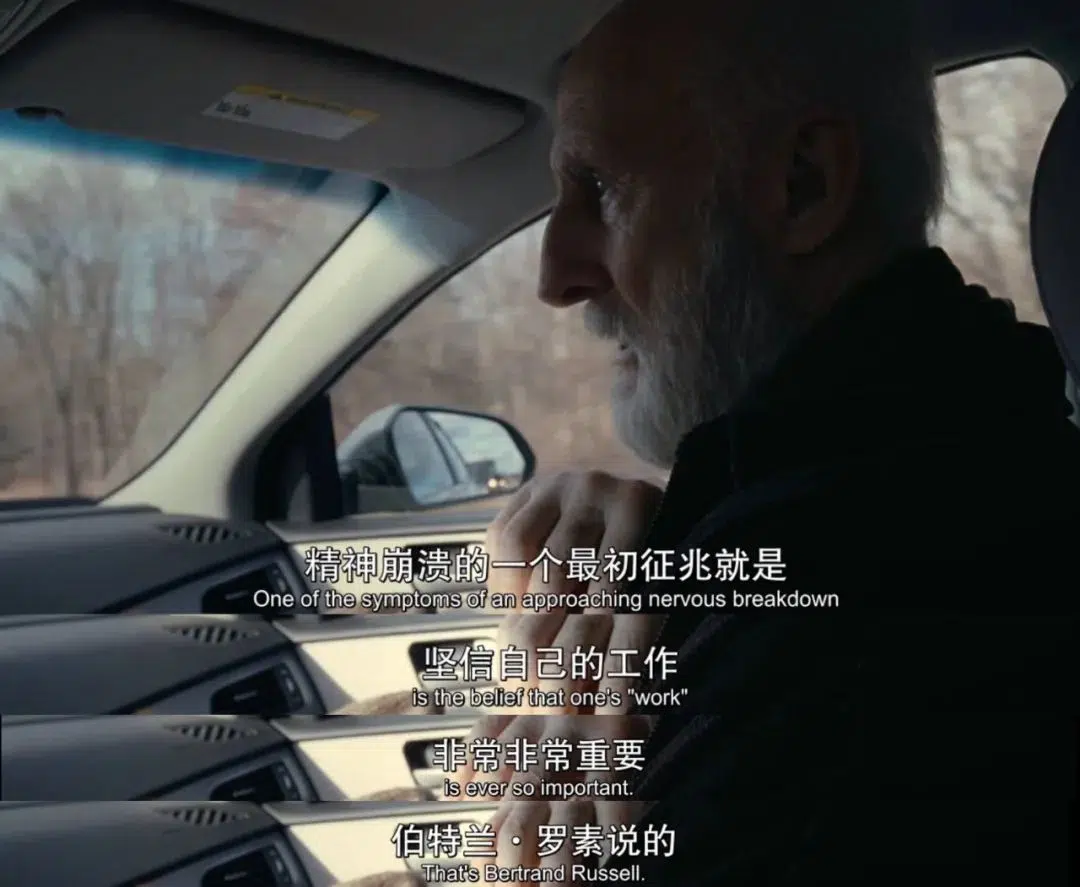 精神崩溃的一个最初征兆就是
One of the symptoms of an approaching nervous breakdown
坚信自己的工作
is the belief that one's "work"
非常非常重要
is ever so important.
伯特兰·罗素说的
That's Bertrand Russell.